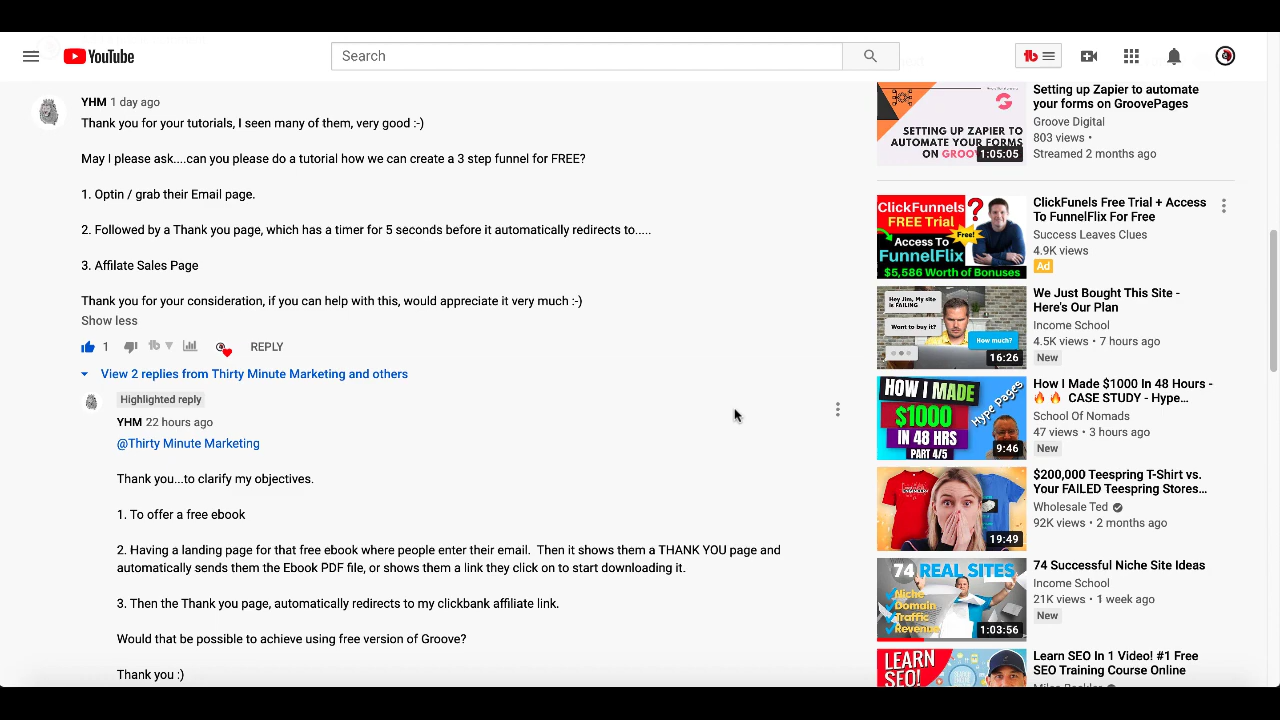 YouTube
Search
YHM 1 day ago
Thank you for your tutorials, I seen many of them, very good :-)
May I please ask....can you please do a tutorial how we can create a 3 step funnel for FREE?
1. Optin / grab their Email page.
2. Followed by a Thank you page, which has a timer for 5 seconds before it automatically redirects to.....
3. Affilate Sales Page
Thank you for your consideration, if you can help with this, would appreciate it very much :-)
Show less
1
REPLY
View 2 replies from Thirty Minute Marketing and others
Highlighted reply
YHM 22 hours ago
@Thirty Minute Marketing
Thank you...to clarify my objectives.
1. To offer a free ebook
2. Having a landing page for that free ebook where people enter their email. Then it shows them a THANK YOU page and
automatically sends them the Ebook PDF file, or shows them a link they click on to start downloading it.
3. Then the Thank you page, automatically redirects to my clickbank affiliate link.
Would that be possible to achieve using free version of Groove?
Thank you :)
SETTING UP ZAPIER TO
AUTOMATE YOUR FORMS
ON
1:05:05
Setting up Zapier to automate
your forms on GroovePages
Groove Digital
803 views •
Streamed 2 months ago
ClickFunnels
FREE Trial
?
Free!
Access To
FunnelFlix
$5,586 Worth of Bonuses
ClickFunels Free Trial + Access
To FunnelFlix For Free
Success Leaves Clues
4.9K views
Ad
Hey Jim, My site
is FAILING
Want to buy it?
How much?
16:26
We Just Bought This Site -
Here's Our Plan
Income School
4.5K views • 7 hours ago
New
HOW I MADE
$1000
IN 48 HRS
PART 4/5
Hype Pages
9:46
How I Made $1000 In 48 Hours -
🔥🔥 CASE STUDY - Hype...
School Of Nomads
47 views • 3 hours ago
New
19:49
$200,000 Teespring T-Shirt vs.
Your FAILED Teespring Stores...
Wholesale Ted
92K views • 2 months ago
74 REAL SITES
Niche
Domain
Traffic
Revenue
1:03:56
74 Successful Niche Site Ideas
Income School
21K views • 1 week ago
New
LEARN
SEO!
Learn SEO In 1 Video! #1 Free
SEO Training Course Online